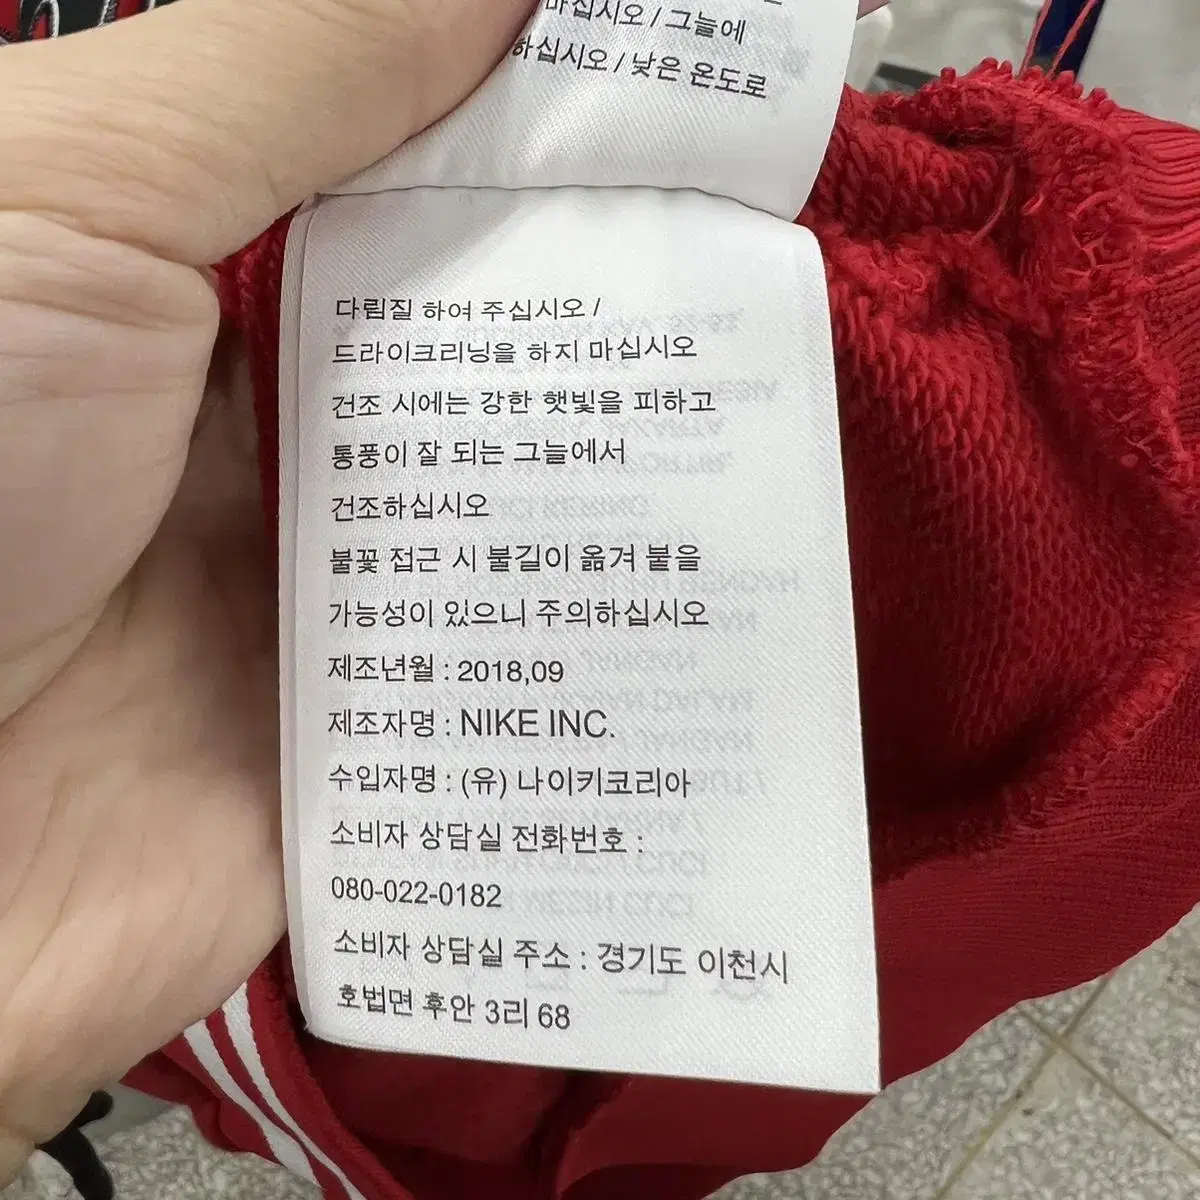 마십시오 / 그늘에
하십시오 / 낮은 온도로
다림질 하여 주십시오 /
드라이크리닝을 하지 마십시오
건조 시에는 강한 햇빛을 피하고
통풍이 잘 되는 그늘에서
건조하십시오
불꽃 접근 시 불길이 옮겨 붙을
가능성이 있으니 주의하십시오
제조년월 : 2018,09
제조자명 : NIKE INC.
수입자명 : (유) 나이키코리아
소비자 상담실 전화번호 :
080-022-0182
소비자 상담실 주소 : 경기도 이천시
호법면 후안 3리 68